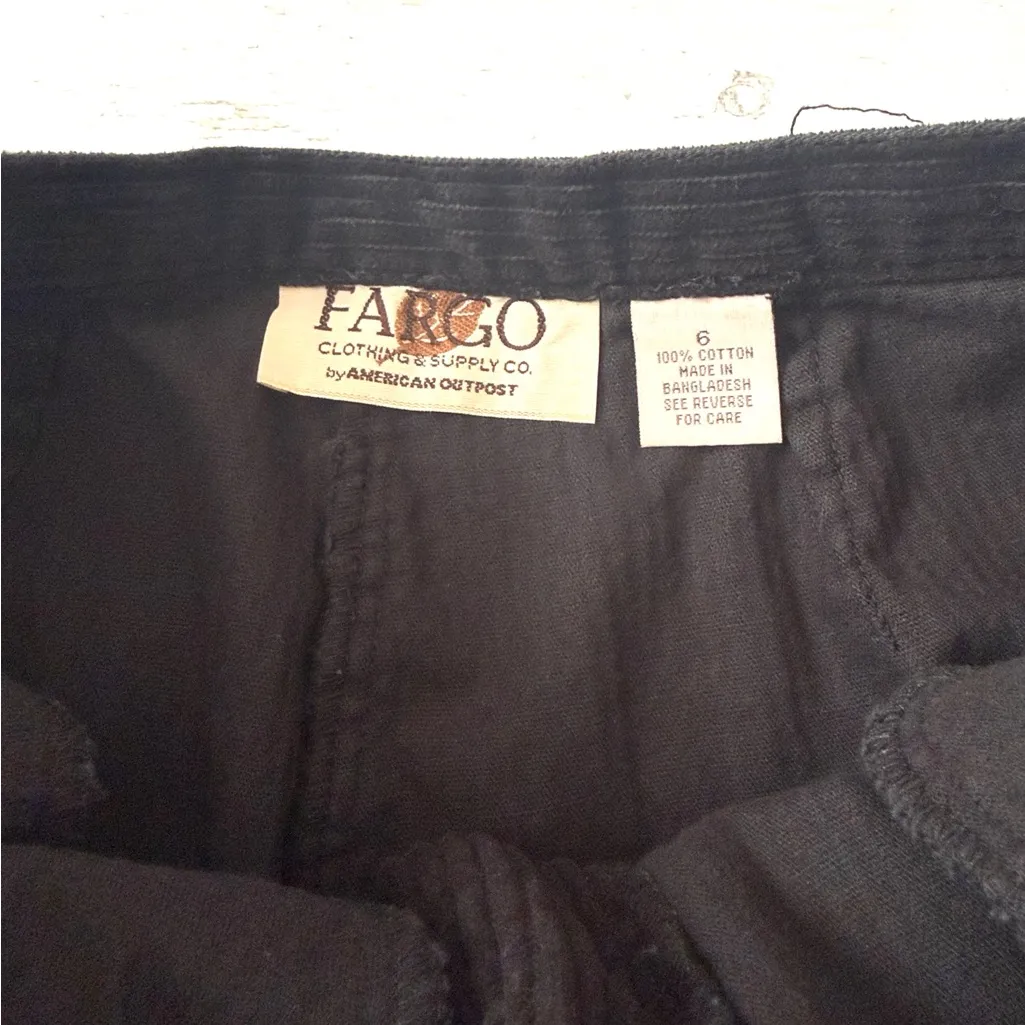 FARGO
CLOTHING & SUPPLY CO.
by AMERICAN OUTPOST
6
100% COTTON
MADE IN
BANGLADESH
SEE REVERSE
FOR CARE